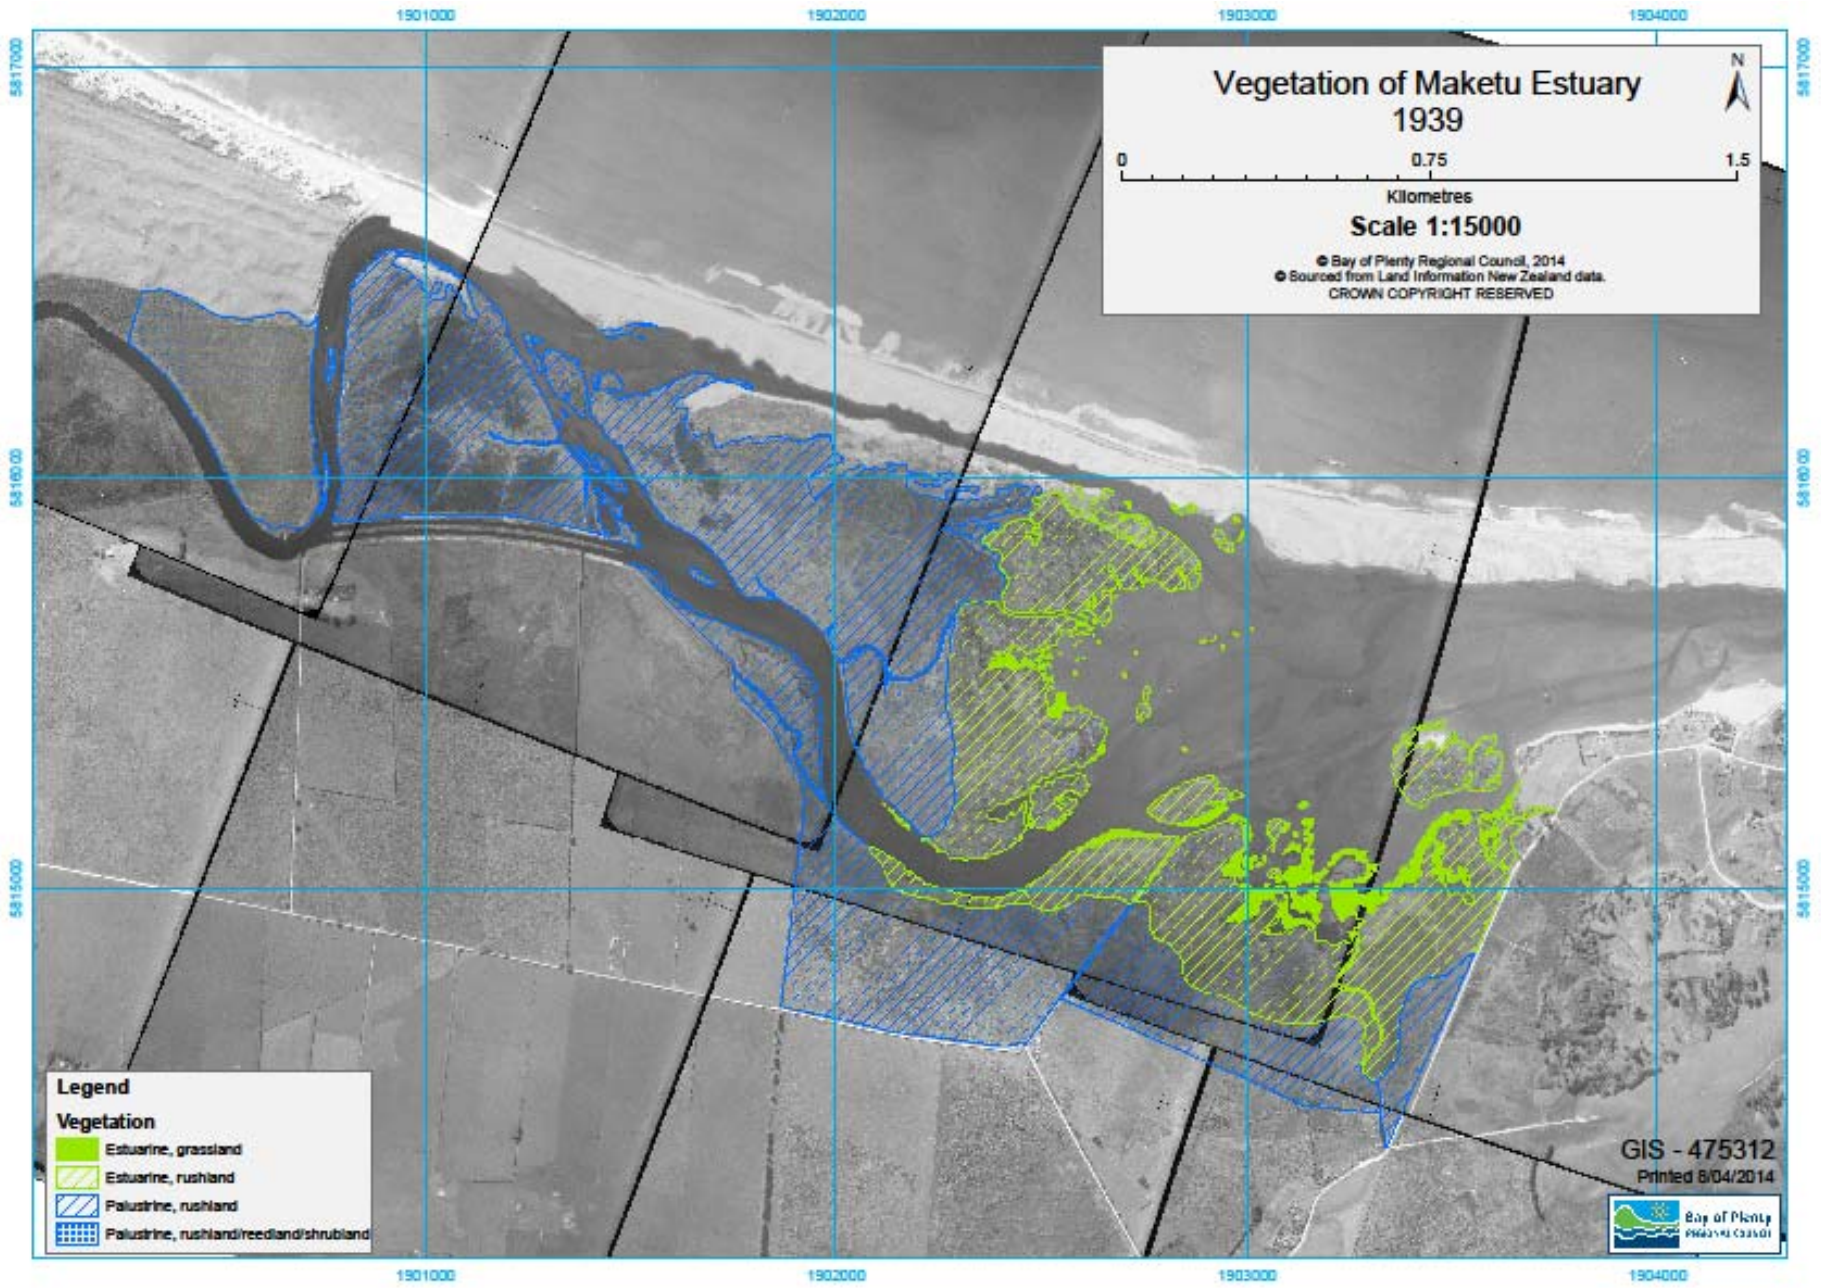 1901000 1902000 1903000 1904000
5817000 5817000
Vegetation of Maketu Estuary
1939
N
0 0.75 1.5
Kilometres
Scale 1:15000
© Bay of Plenty Regional Council, 2014
© Sourced from Land Information New Zealand data.
CROWN COPYRIGHT RESERVED
5816000 5816000
5815000 5815000
Legend
Vegetation
Estuarine, grassland
Estuarine, rushland
Palustrine, rushland
Palustrine, rushland/reedland/shrubland
GIS - 475312
Printed 8/04/2014
Bay of Plenty
REGIONAL COUNCIL
1901000 1902000 1903000 1904000